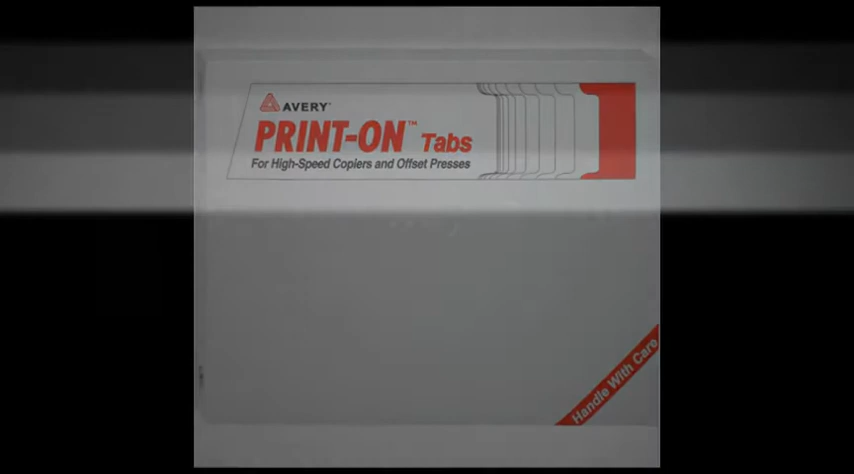 AVERY
PRINT-ON™ Tabs
For High-Speed Copiers and Offset Presses
Handle With Care